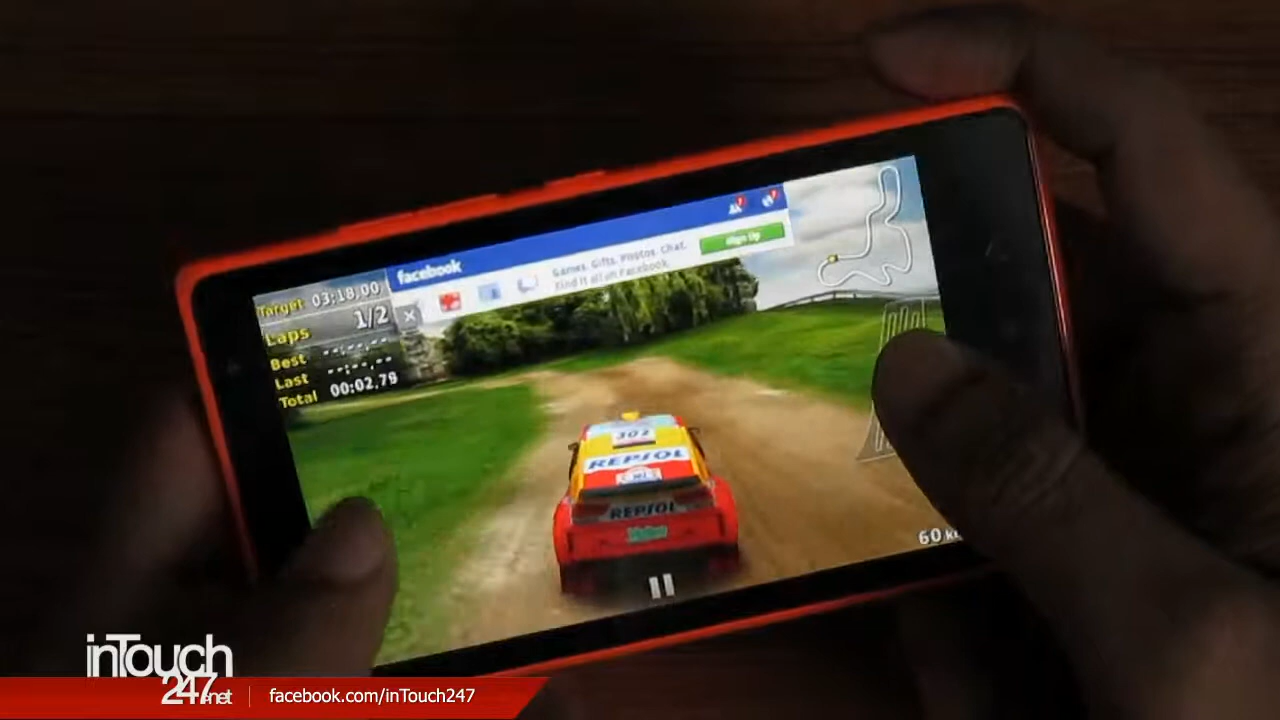 facebook
Games. Gifts. Photos. Chat.
Find it all on Facebook.
Sign Up
Target 03:18,00
Laps 1/2
Best --:--,--
Last --:--,--
Total 00:02,79
302
REPSOL
REPSOL
60
inTouch
247.net
facebook.com/inTouch247